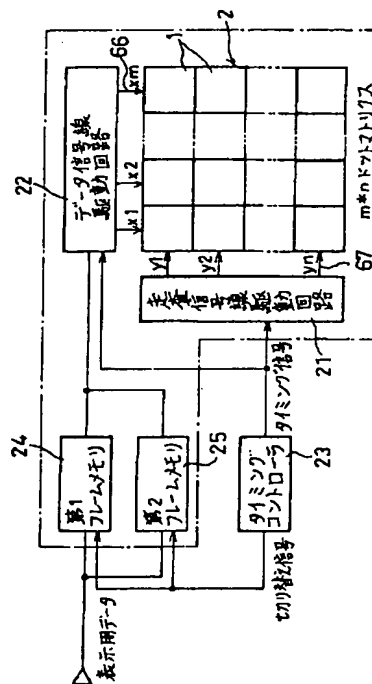 表示用データ
24
第1
フレームメモリ
第2
フレームメモリ
25
切り替え信号
タイミング
コントローラ
23
タイミング信号
22
データ信号線
駆動回路
66
x1
x2
xm
1
2
走査信号線駆動回路
21
y1
y2
yn
67
m*nドットマトリクス